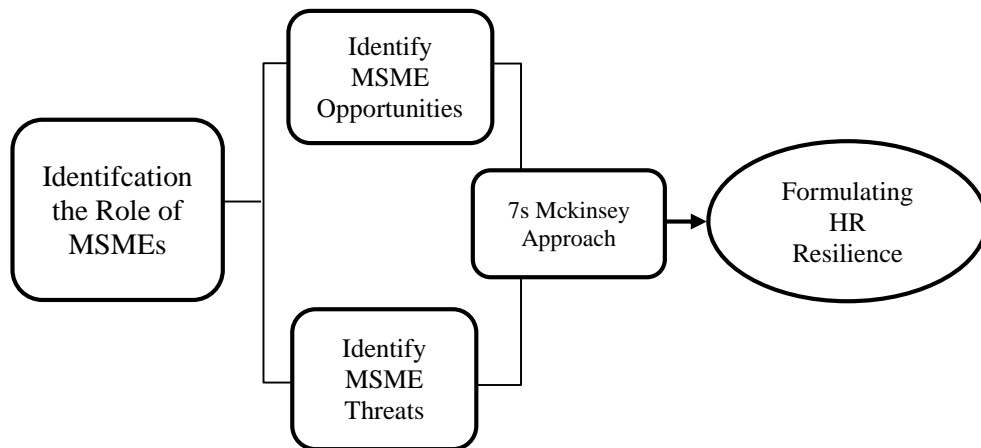 Identifcation
the Role of
MSMEs
Identify
MSME
Opportunities
Identify
MSME
Threats
7s Mckinsey
Approach
Formulating
HR
Resilience